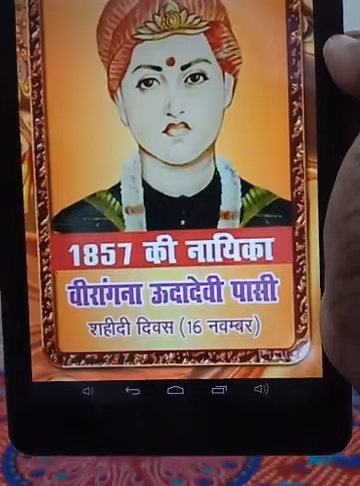 1857 की नायिका
वीरांगना ऊदादेवी पासी
शहीदी दिवस (16 नवम्बर)